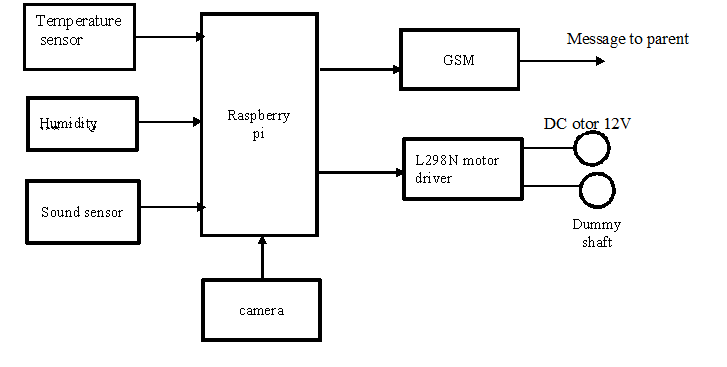 Temperature
sensor
Humidity
Sound sensor
Raspberry
pi
camera
GSM
Message to parent
L298N motor
driver
DC otor 12V
Dummy
shaft